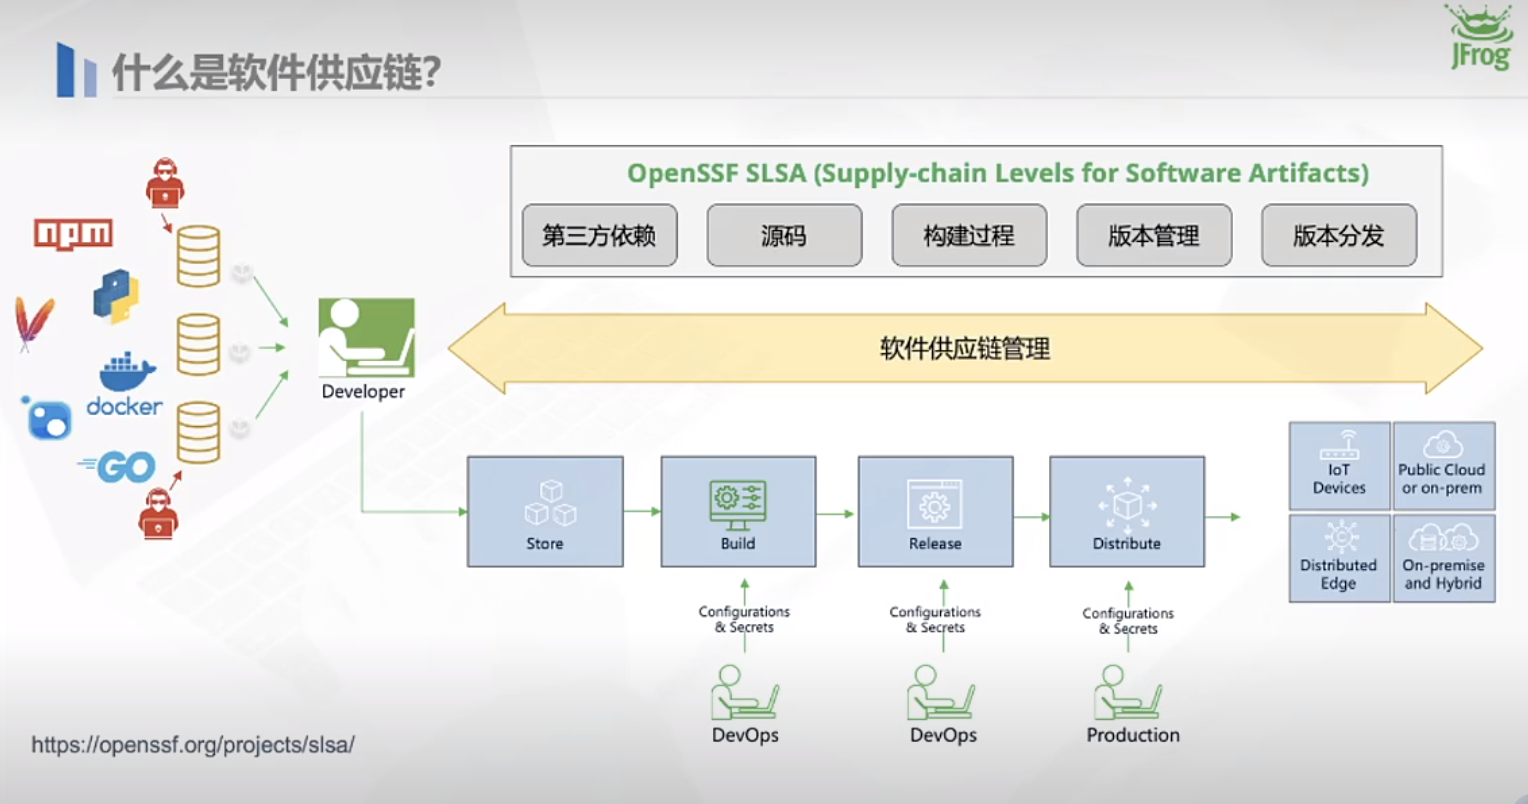 什么是软件供应链?
JFrog
OpenSSF SLSA (Supply-chain Levels for Software Artifacts)
第三方依赖
源码
构建过程
版本管理
版本分发
npm
docker
GO
Developer
软件供应链管理
Store
Build
Release
Distribute
IoT
Devices
Public Cloud
or on-prem
Distributed
Edge
On-premise
and Hybrid
Configurations
& Secrets
Configurations
& Secrets
Configurations
& Secrets
DevOps
DevOps
Production
https://openssf.org/projects/slsa/